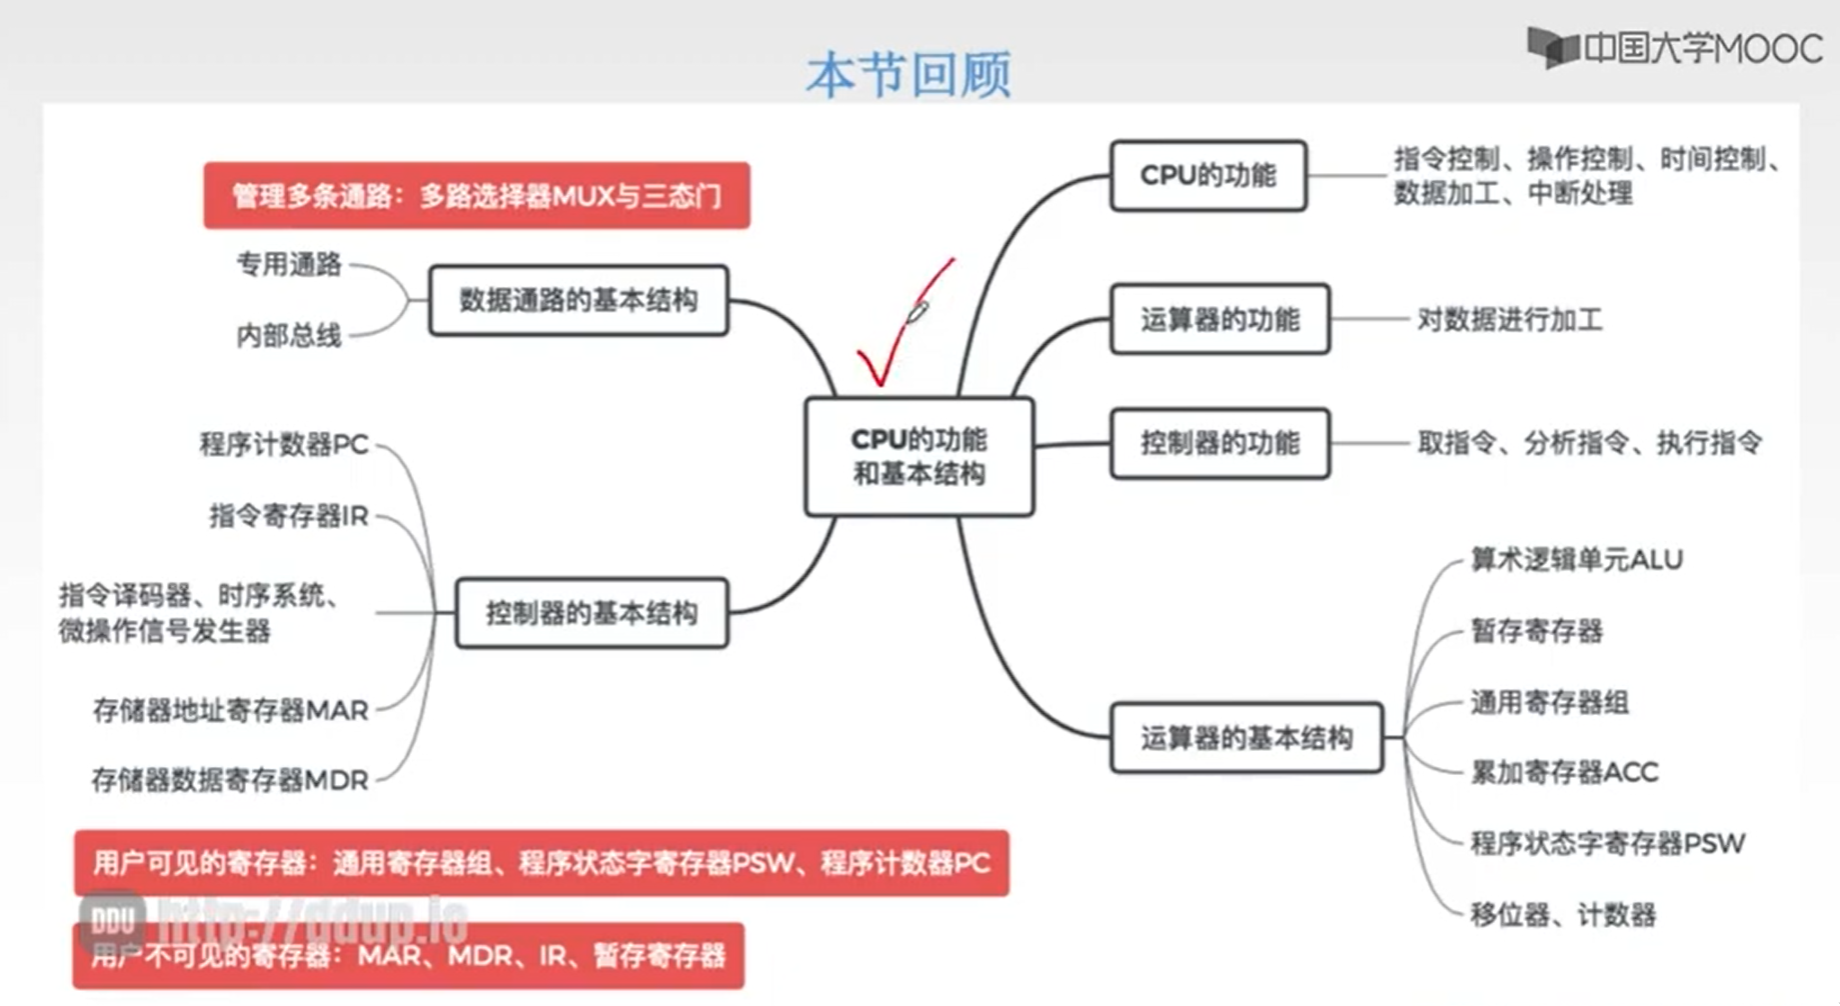 中国大学MOOC
本节回顾
管理多条通路：多路选择器MUX与三态门
专用通路
内部总线
数据通路的基本结构
程序计数器PC
指令寄存器IR
指令译码器、时序系统、
微操作信号发生器
存储器地址寄存器MAR
存储器数据寄存器MDR
控制器的基本结构
CPU的功能
和基本结构
CPU的功能
指令控制、操作控制、时间控制、
数据加工、中断处理
运算器的功能
对数据进行加工
控制器的功能
取指令、分析指令、执行指令
运算器的基本结构
算术逻辑单元ALU
暂存寄存器
通用寄存器组
累加寄存器ACC
程序状态字寄存器PSW
移位器、计数器
用户可见的寄存器：通用寄存器组、程序状态字寄存器PSW、程序计数器PC
DDU http://ddup.io
用户不可见的寄存器：MAR、MDR、IR、暂存寄存器